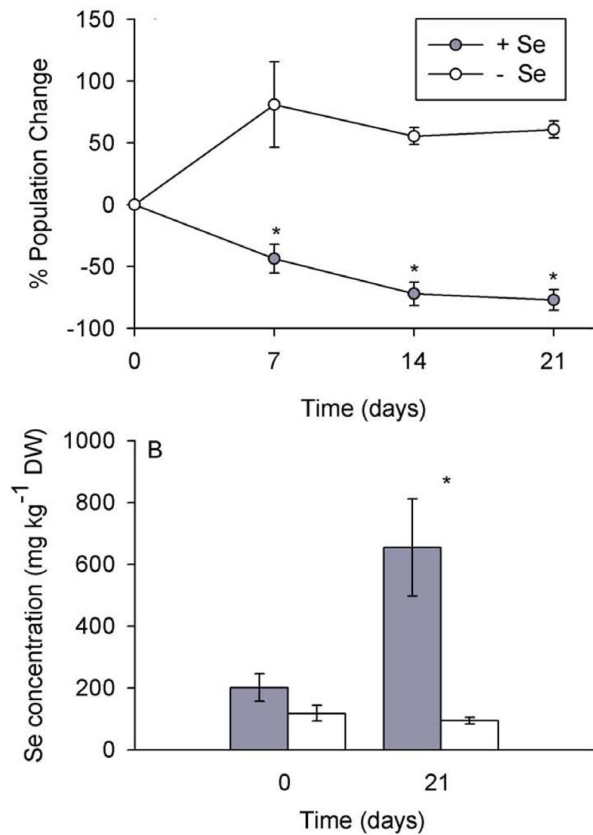 150
100
50
0
-50
-100
% Population Change
+ Se
- Se
*
*
*
0 7 14 21
Time (days)
B
1000
800
600
400
200
0
Se concentration (mg kg⁻¹ DW)
*
0 21
Time (days)